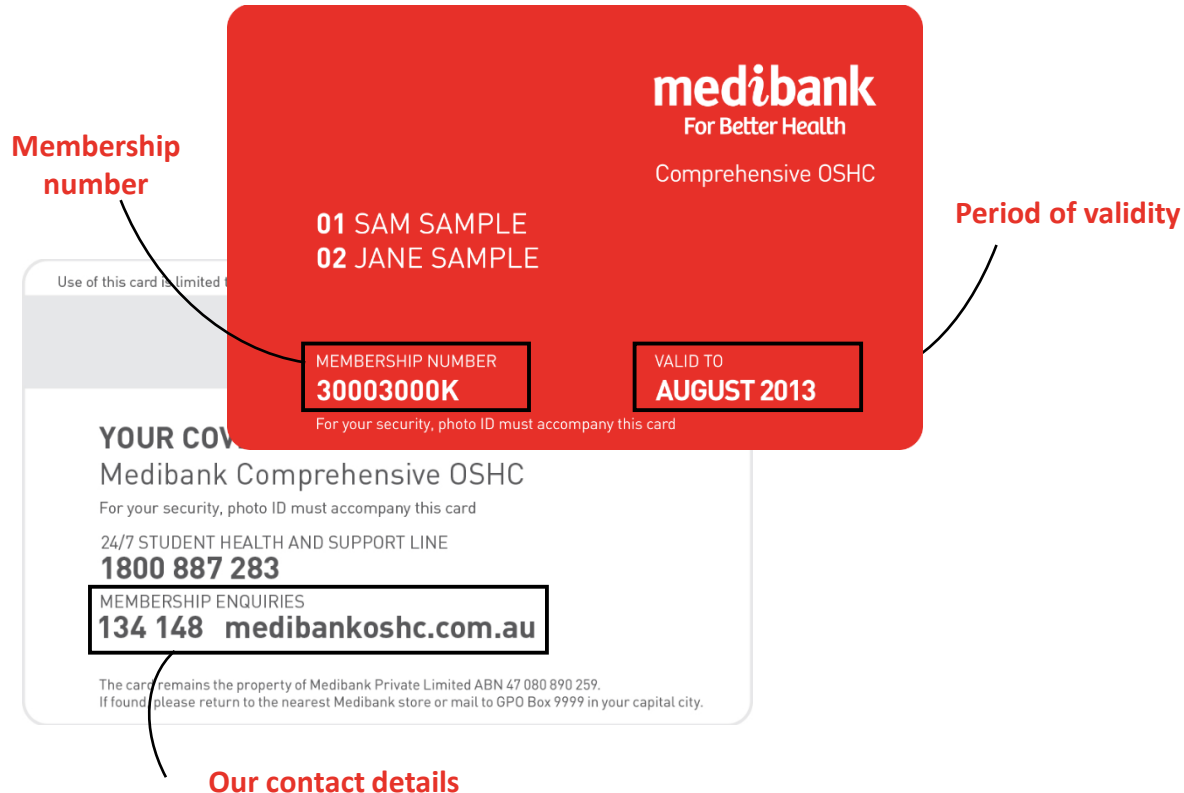 medibank
For Better Health
Comprehensive OSHC
Membership
number
Period of validity
01 SAM SAMPLE
02 JANE SAMPLE
Use of this card is limited
MEMBERSHIP NUMBER
30003000K
VALID TO
AUGUST 2013
For your security, photo ID must accompany this card
YOUR
Medibank Comprehensive OSHC
For your security, photo ID must accompany this card
24/7 STUDENT HEALTH AND SUPPORT LINE
1800 887 283
MEMBERSHIP ENQUIRIES
134 148 medibankoshc.com.au
The card remains the property of Medibank Private Limited ABN 47 080 890 259.
If found, please return to the nearest Medibank store or mail to GPO Box 9999 in your capital city.
Our contact details